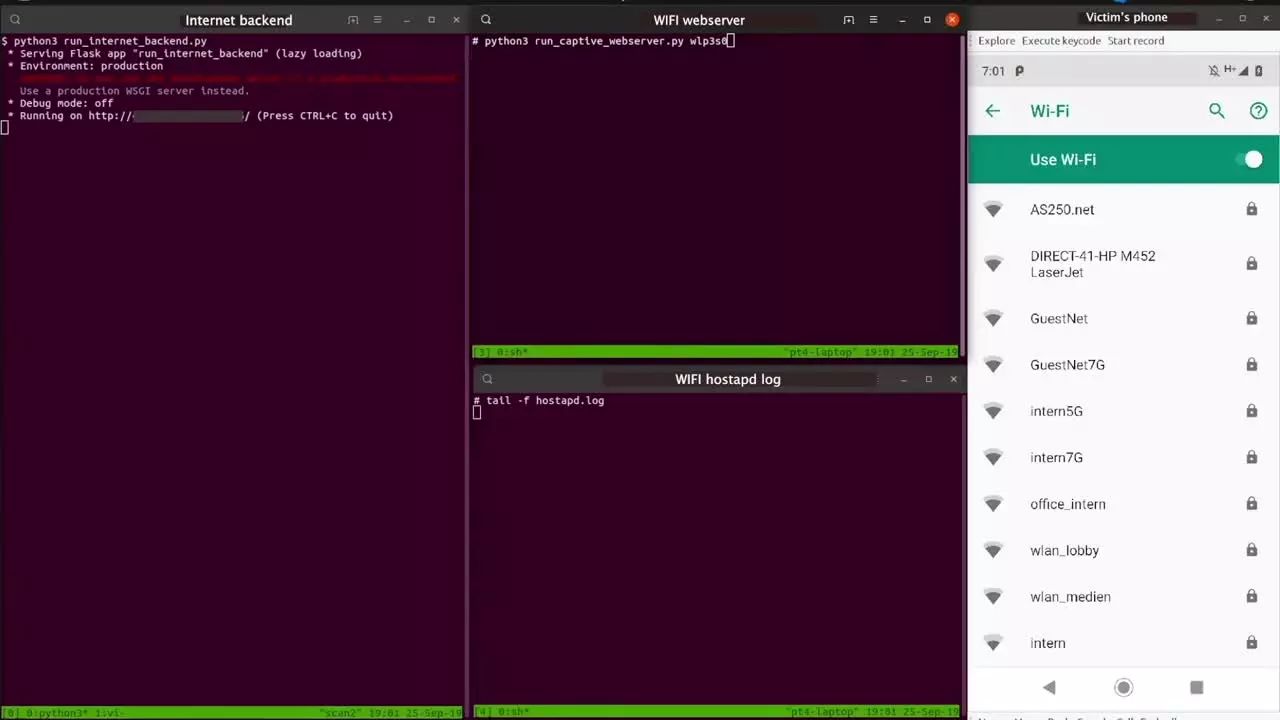 Internet backend
$ python3 run_internet_backend.py
* Serving Flask app "run_internet_backend" (lazy loading)
* Environment: production
Use a production WSGI server instead.
* Debug mode: off
* Running on http:// / (Press CTRL+C to quit)
[0] 0:python3* 1:vi- "scan2" 19:01 25-Sep-19
WIFI webserver
# python3 run_captive_webserver.py wlp3s0
[3] 0:sh* "pt4-laptop" 19:01 25-Sep-19
WIFI hostapd log
# tail -f hostapd.log
[4] 0:sh* "pt4-laptop" 19:01 25-Sep-19
Victim's phone
Explore Execute keycode Start record
7:01
H+
Wi-Fi
Use Wi-Fi
AS250.net
DIRECT-41-HP M452
LaserJet
GuestNet
GuestNet7G
intern5G
intern7G
office_intern
wlan_lobby
wlan_medien
intern